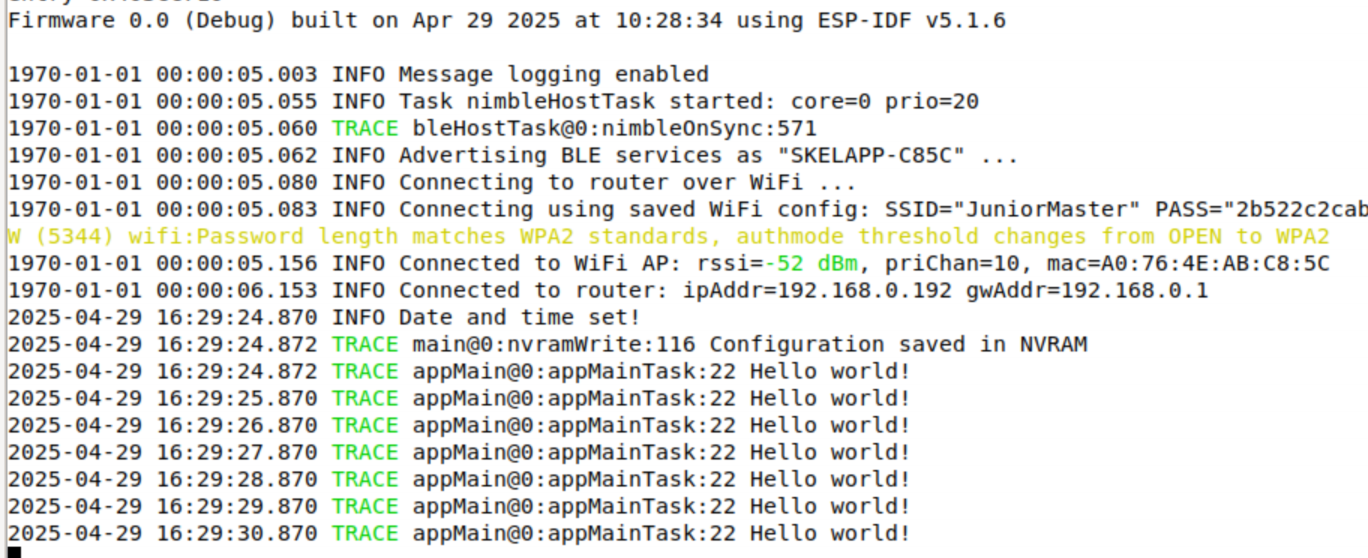 Firmware 0.0 (Debug) built on Apr 29 2025 at 10:28:34 using ESP-IDF v5.1.6
1970-01-01 00:00:05.003 INFO Message logging enabled
1970-01-01 00:00:05.055 INFO Task nimbleHostTask started: core=0 prio=20
1970-01-01 00:00:05.060 TRACE bleHostTask@0:nimbleOnSync:571
1970-01-01 00:00:05.062 INFO Advertising BLE services as "SKELAPP-C85C" ...
1970-01-01 00:00:05.080 INFO Connecting to router over WiFi ...
1970-01-01 00:00:05.083 INFO Connecting using saved WiFi config: SSID="JuniorMaster" PASS="2b522c2cab
W (5344) wifi:Password length matches WPA2 standards, authmode threshold changes from OPEN to WPA2
1970-01-01 00:00:05.156 INFO Connected to WiFi AP: rssi=-52 dBm, priChan=10, mac=A0:76:4E:AB:C8:5C
1970-01-01 00:00:06.153 INFO Connected to router: ipAddr=192.168.0.192 gwAddr=192.168.0.1
2025-04-29 16:29:24.870 INFO Date and time set!
2025-04-29 16:29:24.872 TRACE main@0:nvramWrite:116 Configuration saved in NVRAM
2025-04-29 16:29:24.872 TRACE appMain@0:appMainTask:22 Hello world!
2025-04-29 16:29:25.870 TRACE appMain@0:appMainTask:22 Hello world!
2025-04-29 16:29:26.870 TRACE appMain@0:appMainTask:22 Hello world!
2025-04-29 16:29:27.870 TRACE appMain@0:appMainTask:22 Hello world!
2025-04-29 16:29:28.870 TRACE appMain@0:appMainTask:22 Hello world!
2025-04-29 16:29:29.870 TRACE appMain@0:appMainTask:22 Hello world!
2025-04-29 16:29:30.870 TRACE appMain@0:appMainTask:22 Hello world!